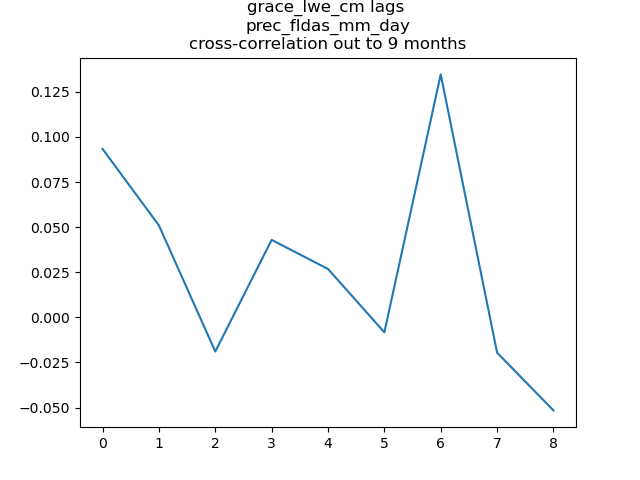 grace_lwe_cm lags
prec_fldas_mm_day
cross-correlation out to 9 months
0.125
0.100
0.075
0.050
0.025
0.000
−0.025
−0.050
0 1 2 3 4 5 6 7 8